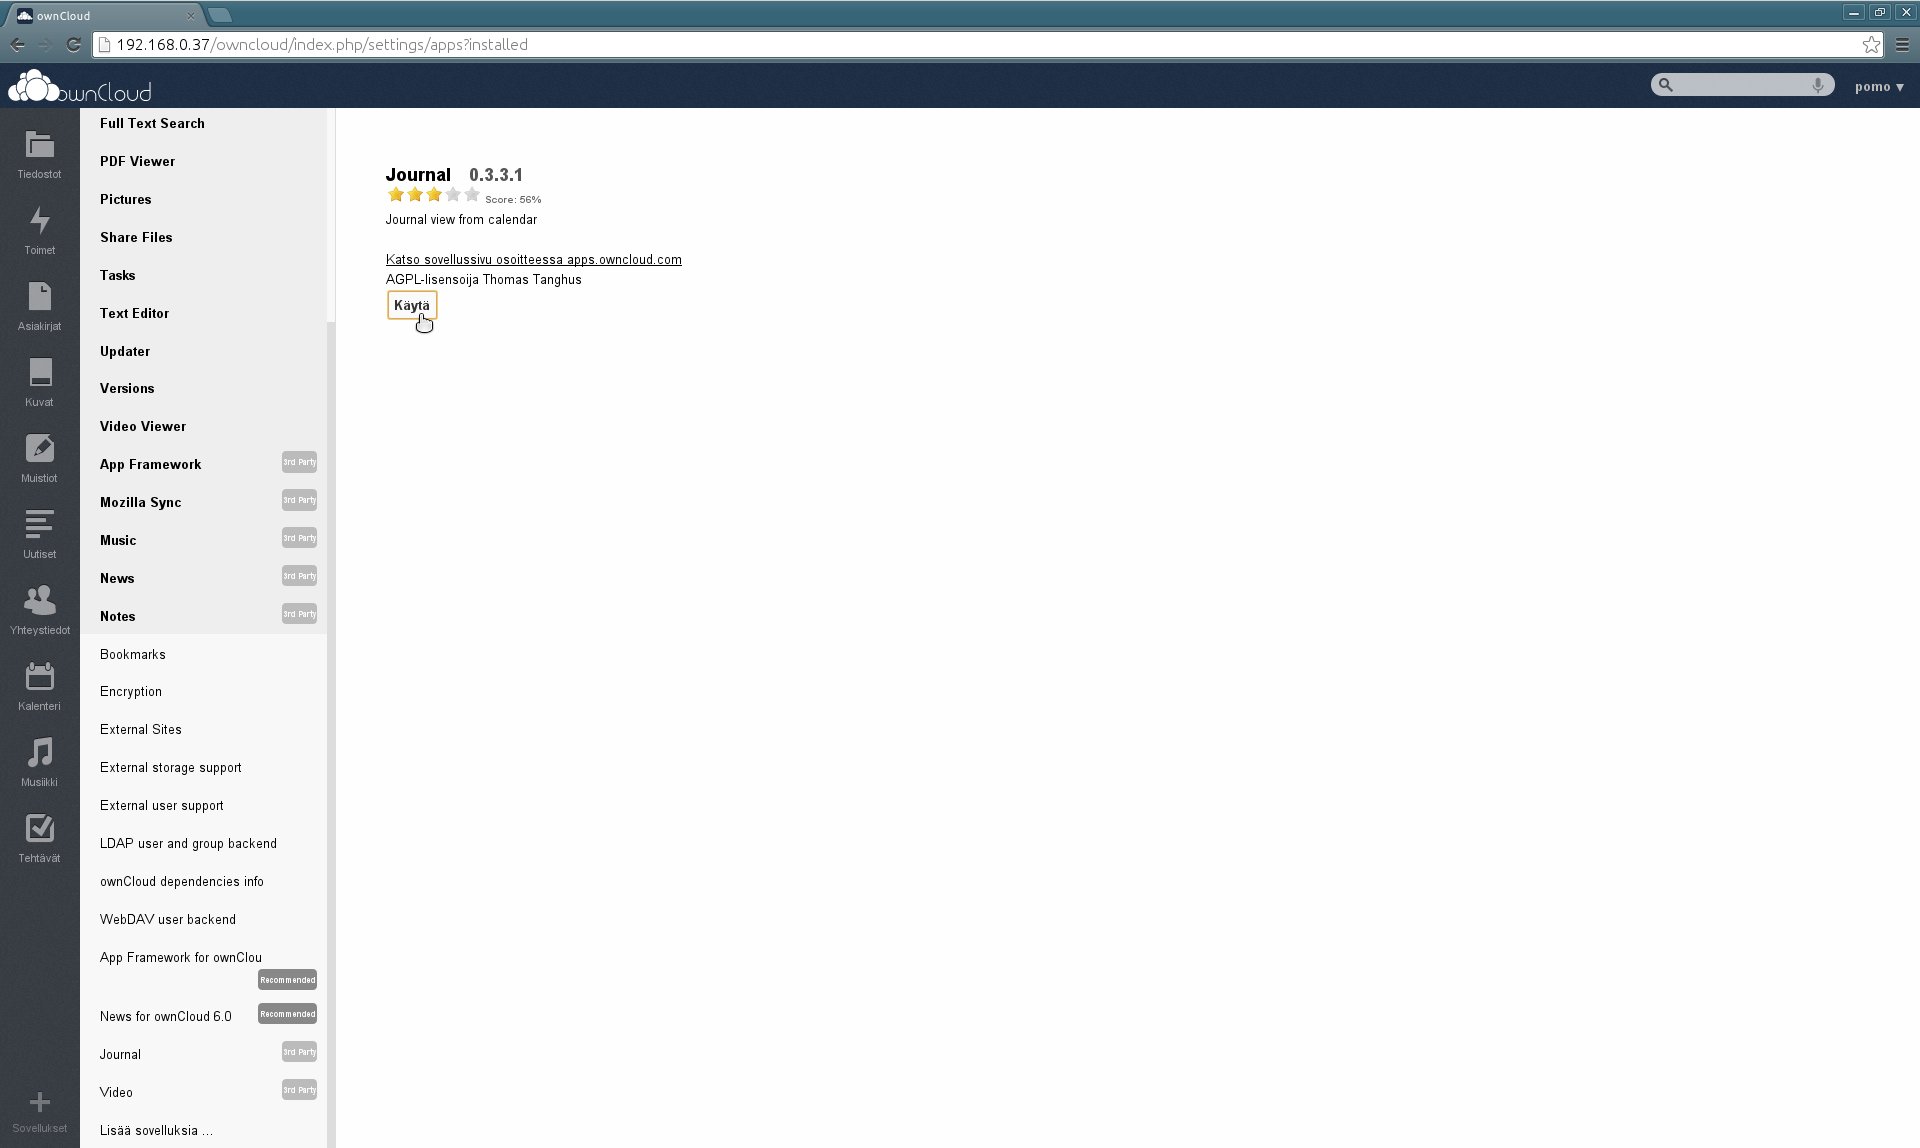 ownCloud
192.168.0.37/owncloud/index.php/settings/apps?installed
ownCloud
pomo ▼
Tiedostot
Toimet
Asiakirjat
Kuvat
Muistiot
Uutiset
Yhteystiedot
Kalenteri
Musiikki
Tehtävät
Sovellukset
Full Text Search
PDF Viewer
Pictures
Share Files
Tasks
Text Editor
Updater
Versions
Video Viewer
App Framework 3rd Party
Mozilla Sync 3rd Party
Music 3rd Party
News 3rd Party
Notes 3rd Party
Bookmarks
Encryption
External Sites
External storage support
External user support
LDAP user and group backend
ownCloud dependencies info
WebDAV user backend
App Framework for ownClou
Recommended
News for ownCloud 6.0 Recommended
Journal 3rd Party
Video 3rd Party
Lisää sovelluksia ...
Journal 0.3.3.1
Score: 56%
Journal view from calendar
Katso sovellussivu osoitteessa apps.owncloud.com
AGPL-lisensoija Thomas Tanghus
Käytä